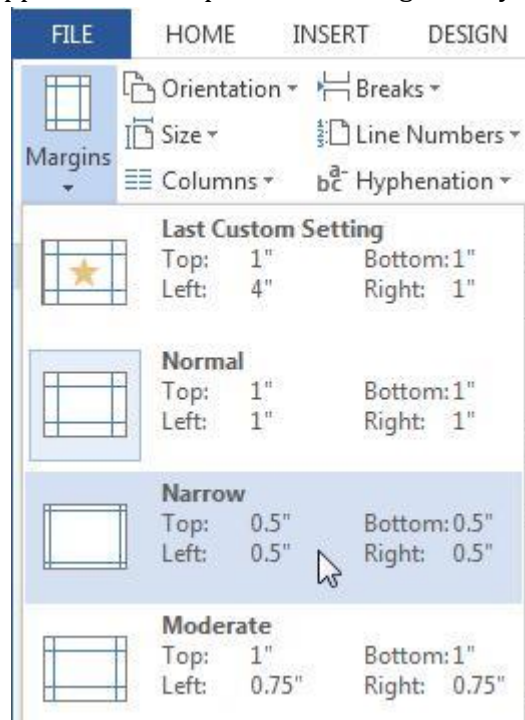 FILE HOME INSERT DESIGN
Margins
Orientation Breaks
Size Line Numbers
Columns Hyphenation
Last Custom Setting
Top: 1" Bottom: 1"
Left: 4" Right: 1"
Normal
Top: 1" Bottom: 1"
Left: 1" Right: 1"
Narrow
Top: 0.5" Bottom: 0.5"
Left: 0.5" Right: 0.5"
Moderate
Top: 1" Bottom: 1"
Left: 0.75" Right: 0.75"